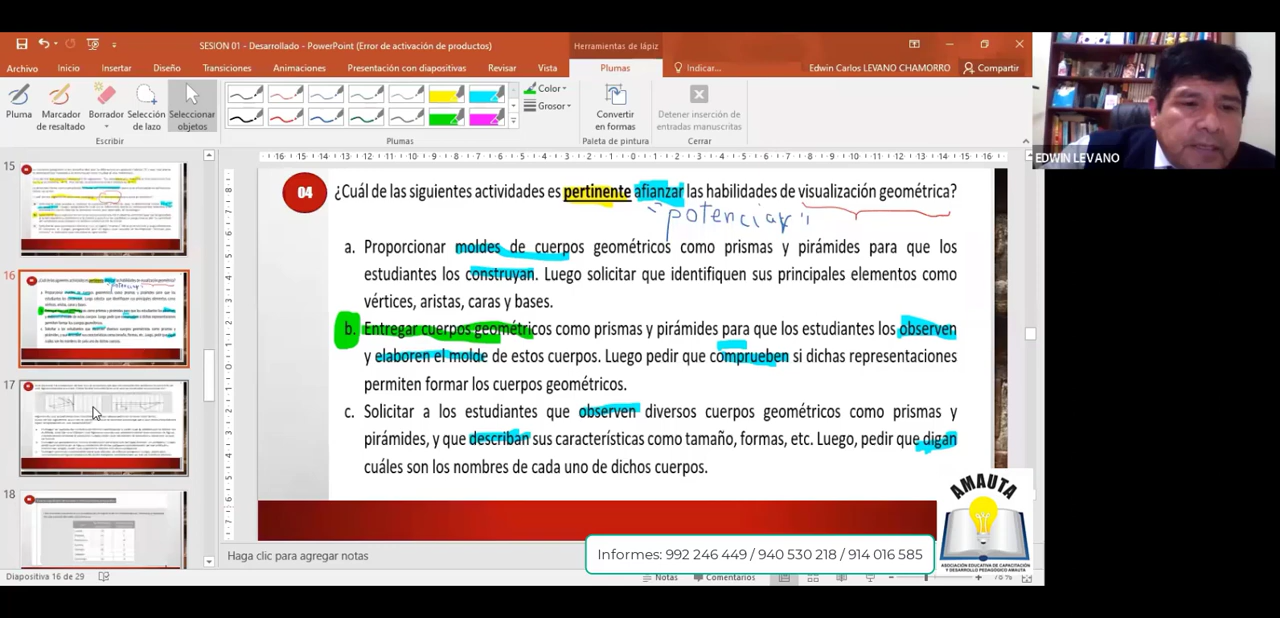 SESION 01 - Desarrollado - PowerPoint (Error de activación de productos)
Herramientas de lápiz
Archivo Inicio Insertar Diseño Transiciones Animaciones Presentación con diapositivas Revisar Vista Plumas Indicar... Edwin Carlos LEVANO CHAMORRO Compartir
Pluma Marcador de resaltado Borrador Selección de lazo Seleccionar objetos
Color
Grosor
Convertir en formas
Detener inserción de entradas manuscritas
Escribir Plumas Paleta de pintura Cerrar
EDWIN LEVANO
15
16
17
18
04 ¿Cuál de las siguientes actividades pertinente afianzar las habilidades de visualización geométrica?
potenciar
a. Proporcionar moldes de cuerpos geométricos como prismas y pirámides para que los
estudiantes los construyan. Luego solicitar que identifiquen sus principales elementos como
vértices, aristas, caras y bases.
b. Entregar cuerpos geométricos como prismas y pirámides para que los estudiantes los observen
y elaboren el molde de estos cuerpos. Luego pedir que comprueben si dichas representaciones
permiten formar los cuerpos geométricos.
c. Solicitar a los estudiantes que observen diversos cuerpos geométricos como prismas y
pirámides, y que describan sus características como tamaño, forma, etc. Luego, pedir que digan
cuáles son los nombres de cada uno de dichos cuerpos.
AMAUTA
ASOCIACIÓN EDUCATIVA DE CAPACITACIÓN
Y DESARROLLO PEDAGÓGICO AMAUTA
Haga clic para agregar notas
Informes: 992 246 449 / 940 530 218 / 914 016 585
Diapositiva 16 de 29
Notas Comentarios